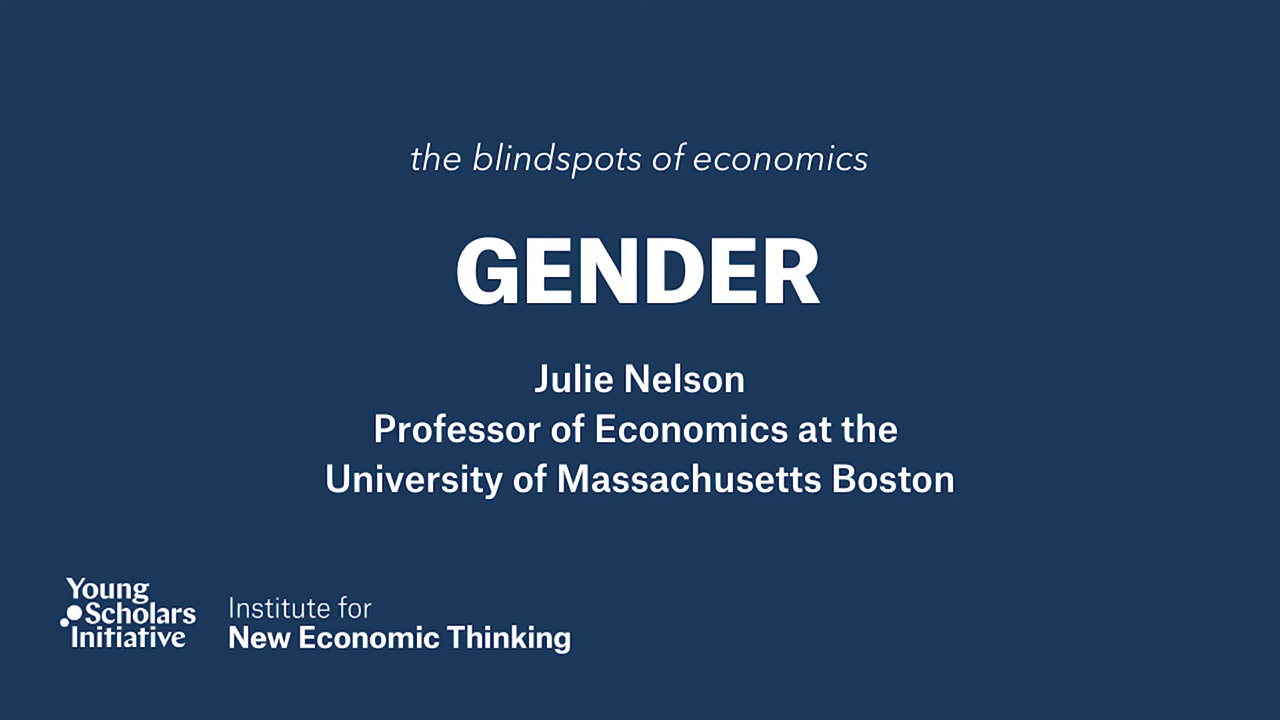 the blindspots of economics
GENDER
Julie Nelson
Professor of Economics at the
University of Massachusetts Boston
Young
Scholars
Initiative
Institute for
New Economic Thinking